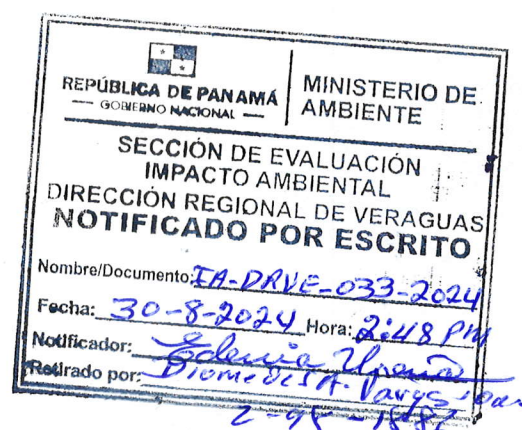 REPÚBLICA DE PANAMÁ
— GOBIERNO NACIONAL —
MINISTERIO DE
AMBIENTE
SECCIÓN DE EVALUACIÓN
IMPACTO AMBIENTAL
DIRECCIÓN REGIONAL DE VERAGUAS
NOTIFICADO POR ESCRITO
Nombre/Documento: IA-DRVE-033-2024
Fecha: 30-8-2024 Hora: 2:48 PM
Notificador: Edenia Ureña
Retirado por: Diomedes A. Vargas